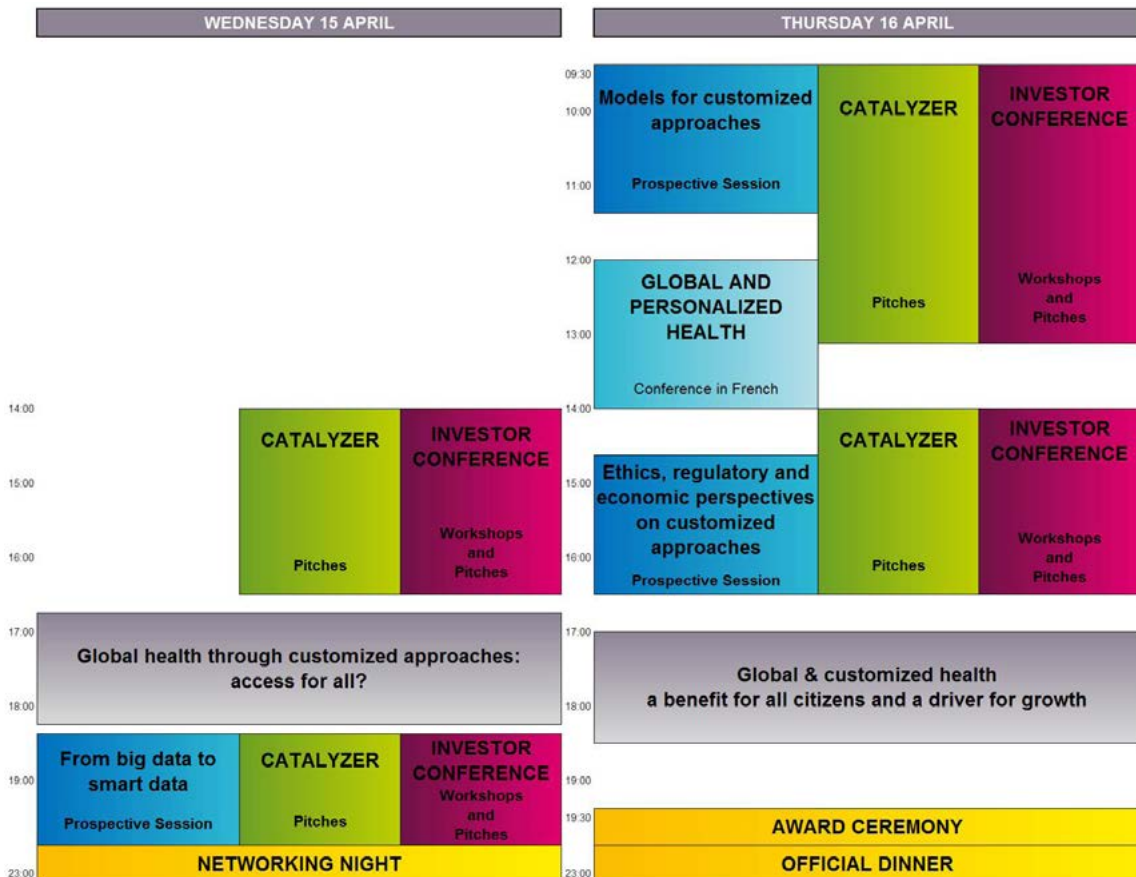 WEDNESDAY 15 APRIL
14:00
15:00
16:00
17:00
18:00
19:00
23:00
CATALYZER
Pitches
INVESTOR
CONFERENCE
Workshops
and
Pitches
Global health through customized approaches:
access for all?
From big data to
smart data
Prospective Session
CATALYZER
Pitches
INVESTOR
CONFERENCE
Workshops
and
Pitches
NETWORKING NIGHT
THURSDAY 16 APRIL
09:30
10:00
11:00
12:00
13:00
14:00
15:00
16:00
17:00
18:00
19:00
19:30
23:00
Models for customized
approaches
Prospective Session
CATALYZER
Pitches
INVESTOR
CONFERENCE
Workshops
and
Pitches
GLOBAL AND
PERSONALIZED
HEALTH
Conference in French
Ethics, regulatory and
economic perspectives
on customized
approaches
Prospective Session
CATALYZER
Pitches
INVESTOR
CONFERENCE
Workshops
and
Pitches
Global & customized health
a benefit for all citizens and a driver for growth
AWARD CEREMONY
OFFICIAL DINNER